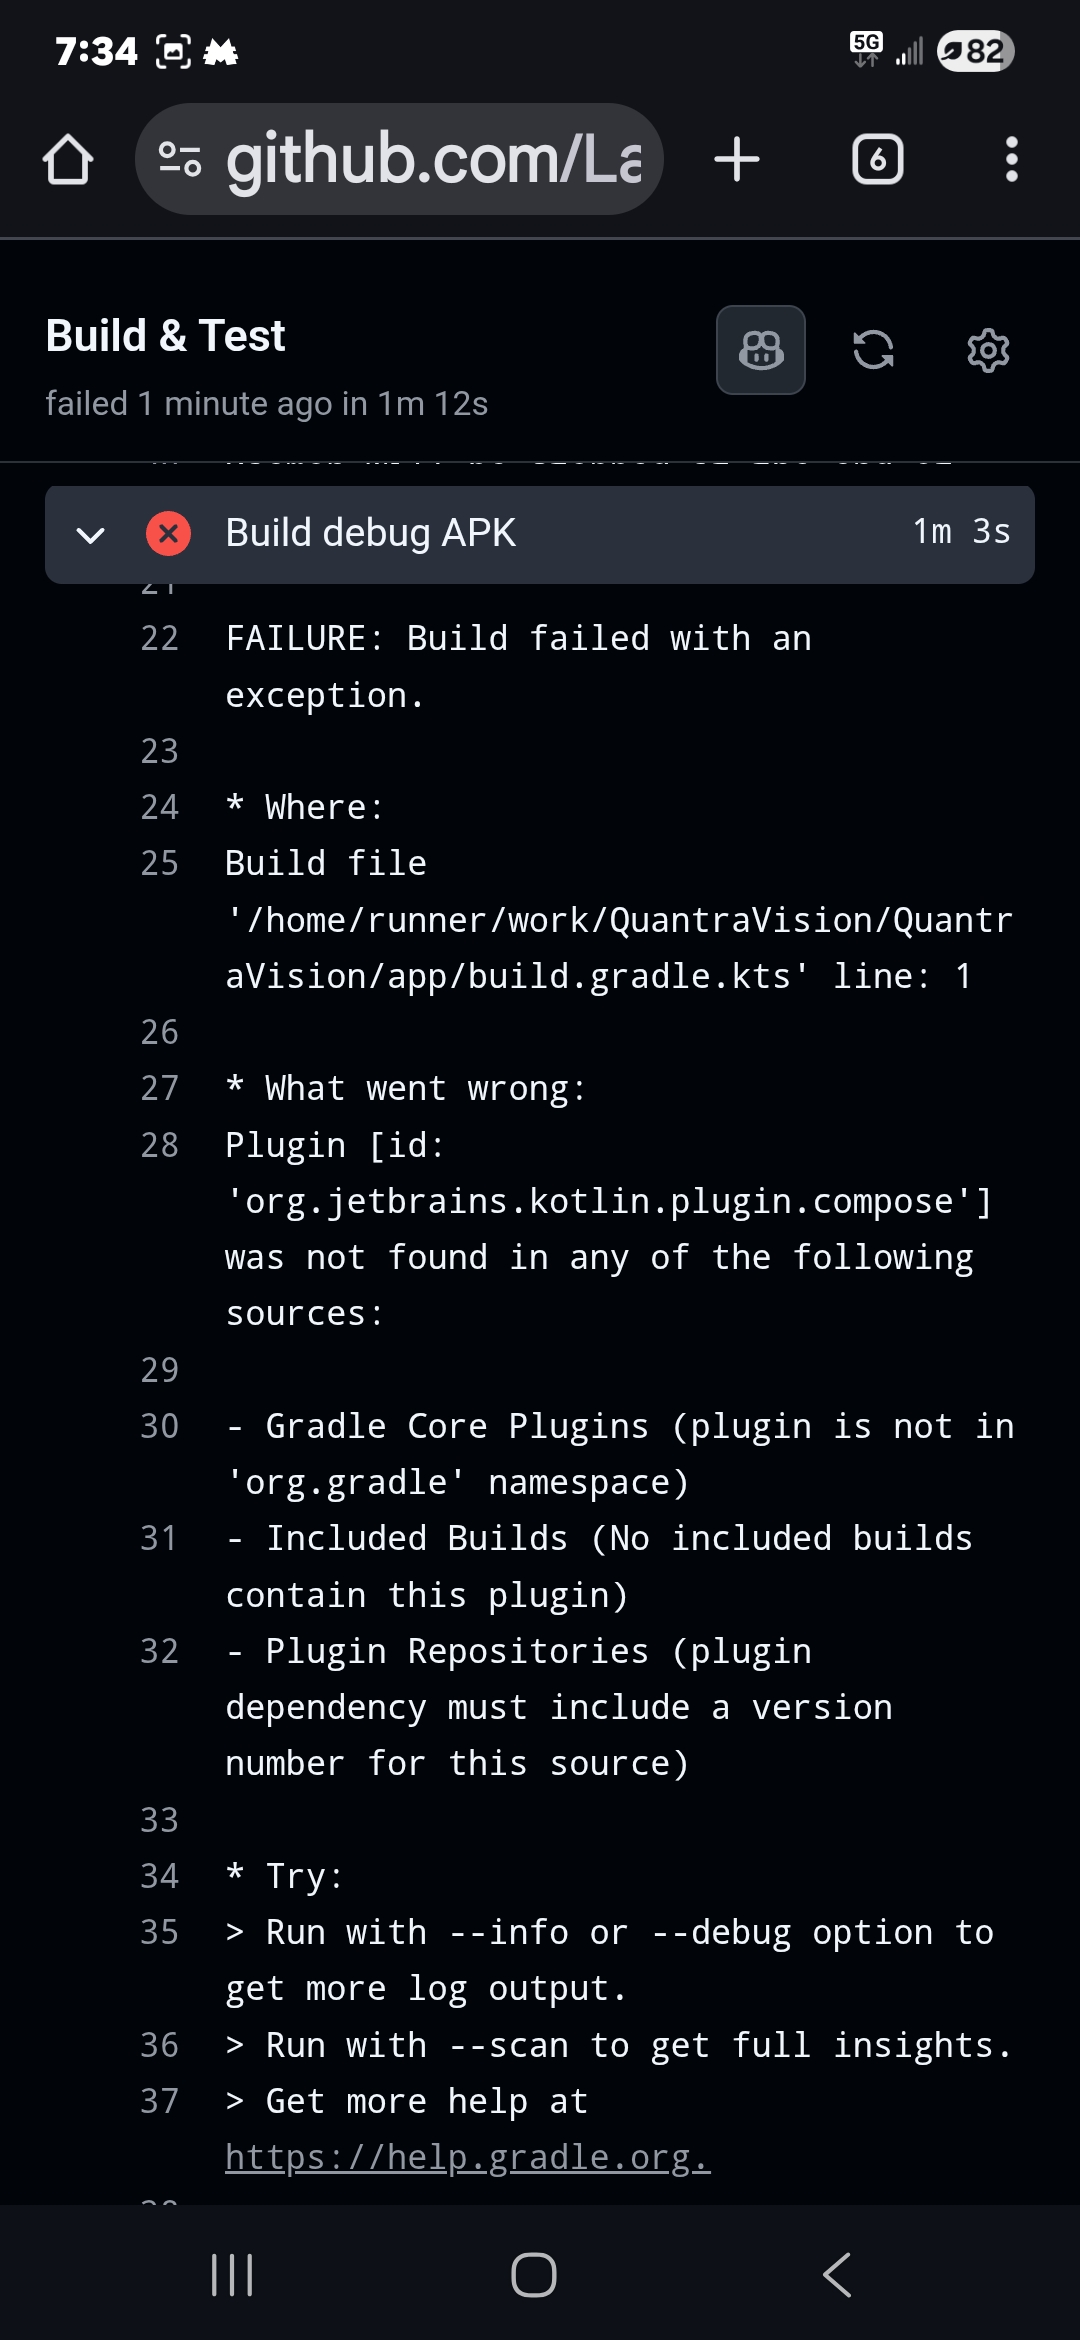 7:34
5G
82
github.com/La
6
Build & Test
failed 1 minute ago in 1m 12s
Build debug APK
1m 3s
21
22 FAILURE: Build failed with an
exception.
23
24 * Where:
25 Build file
'/home/runner/work/QuantraVision/Quantr
aVision/app/build.gradle.kts' line: 1
26
27 * What went wrong:
28 Plugin [id:
'org.jetbrains.kotlin.plugin.compose']
was not found in any of the following
sources:
29
30 - Gradle Core Plugins (plugin is not in
'org.gradle' namespace)
31 - Included Builds (No included builds
contain this plugin)
32 - Plugin Repositories (plugin
dependency must include a version
number for this source)
33
34 * Try:
35 > Run with --info or --debug option to
get more log output.
36 > Run with --scan to get full insights.
37 > Get more help at
https://help.gradle.org.